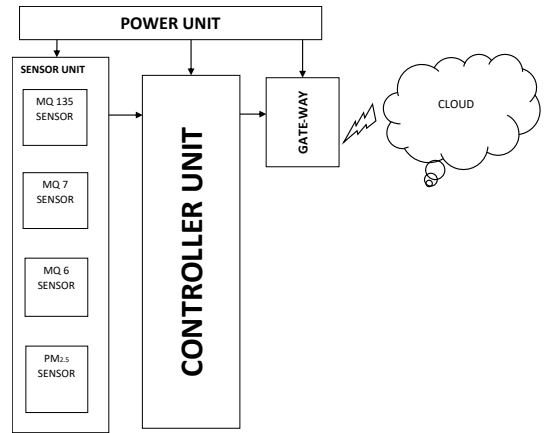 POWER UNIT
SENSOR UNIT
MQ 135
SENSOR
MQ 7
SENSOR
MQ 6
SENSOR
PM2.5
SENSOR
CONTROLLER UNIT
GATE-WAY
CLOUD